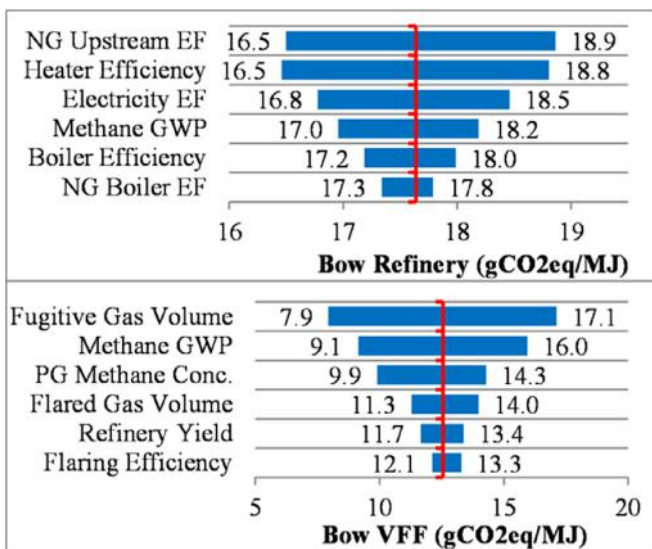 NG Upstream EF 16.5 18.9
Heater Efficiency 16.5 18.8
Electricity EF 16.8 18.5
Methane GWP 17.0 18.2
Boiler Efficiency 17.2 18.0
NG Boiler EF 17.3 17.8
16 17 18 19
Bow Refinery (gCO2eq/MJ)
Fugitive Gas Volume 7.9 17.1
Methane GWP 9.1 16.0
PG Methane Conc. 9.9 14.3
Flared Gas Volume 11.3 14.0
Refinery Yield 11.7 13.4
Flaring Efficiency 12.1 13.3
5 10 15 20
Bow VFF (gCO2eq/MJ)